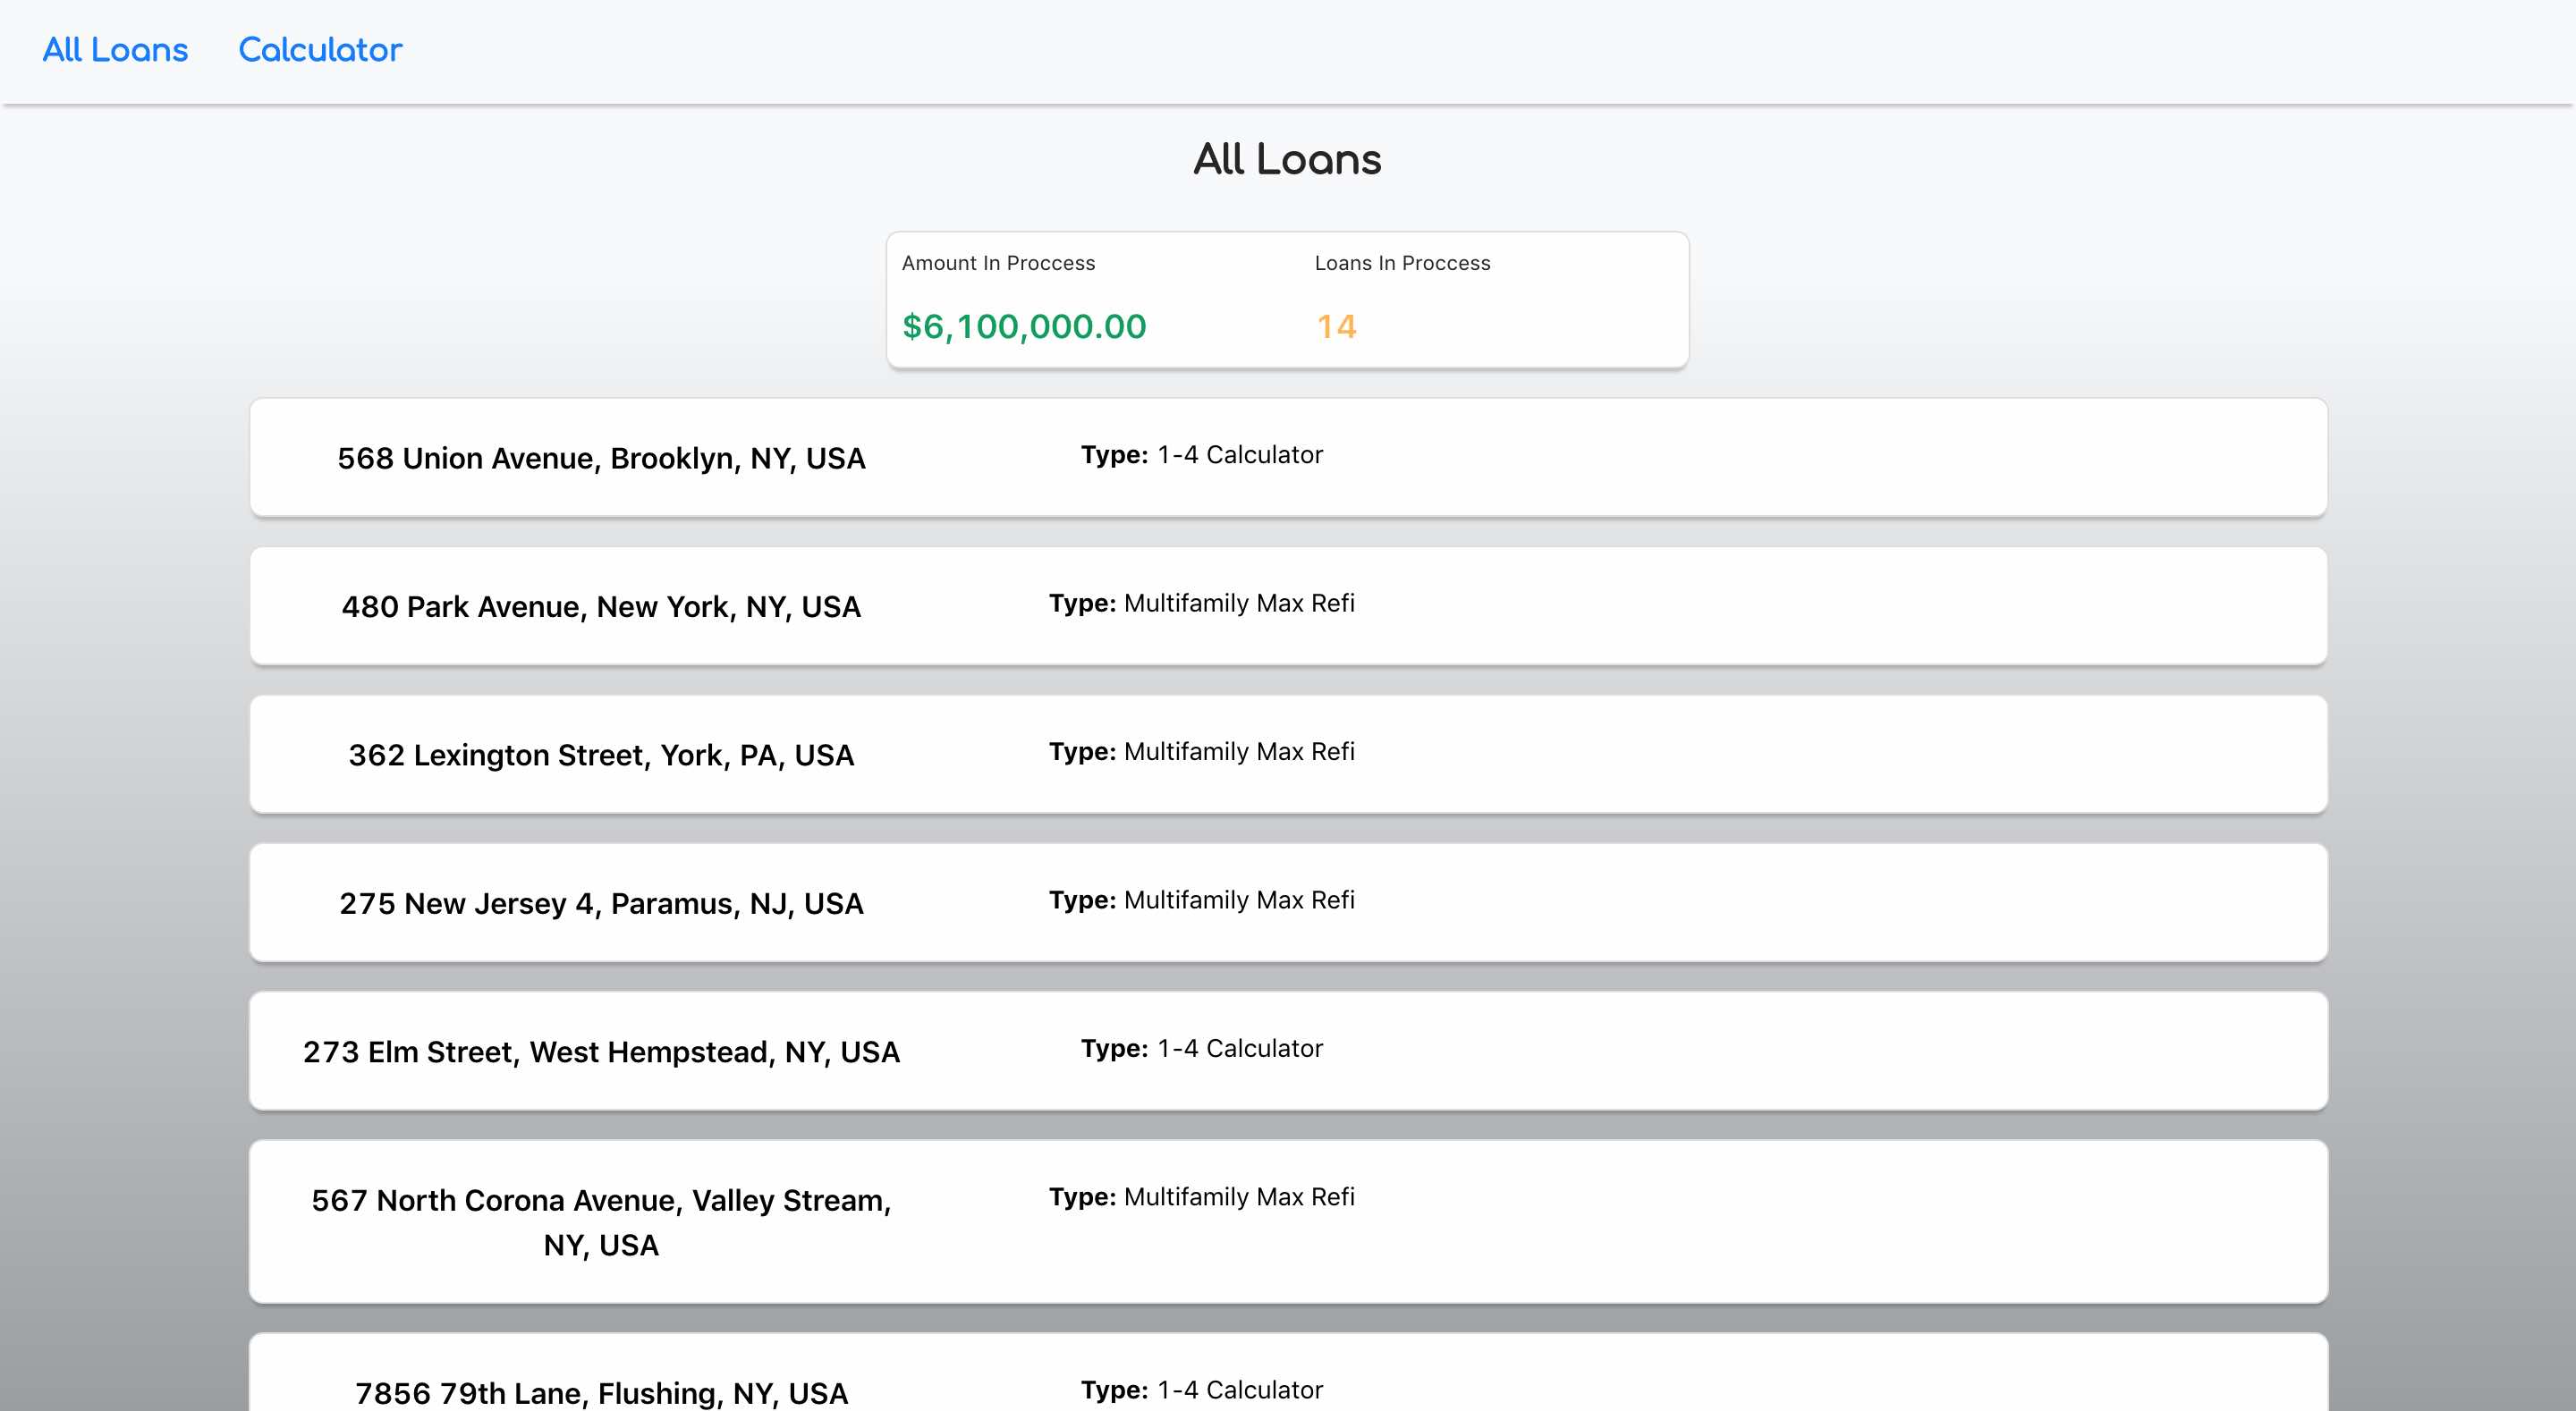 All Loans Calculator
All Loans
Amount In Proccess Loans In Proccess
$6,100,000.00 14
568 Union Avenue, Brooklyn, NY, USA Type: 1-4 Calculator
480 Park Avenue, New York, NY, USA Type: Multifamily Max Refi
362 Lexington Street, York, PA, USA Type: Multifamily Max Refi
275 New Jersey 4, Paramus, NJ, USA Type: Multifamily Max Refi
273 Elm Street, West Hempstead, NY, USA Type: 1-4 Calculator
567 North Corona Avenue, Valley Stream, Type: Multifamily Max Refi
NY, USA
7856 79th Lane, Flushing, NY, USA Type: 1-4 Calculator